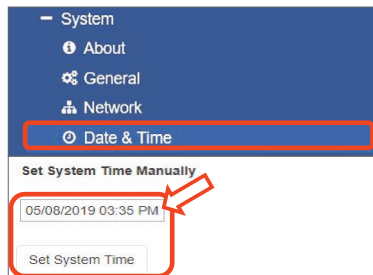 − System
About
General
Network
Date & Time
Set System Time Manually
05/08/2019 03:35 PM
Set System Time